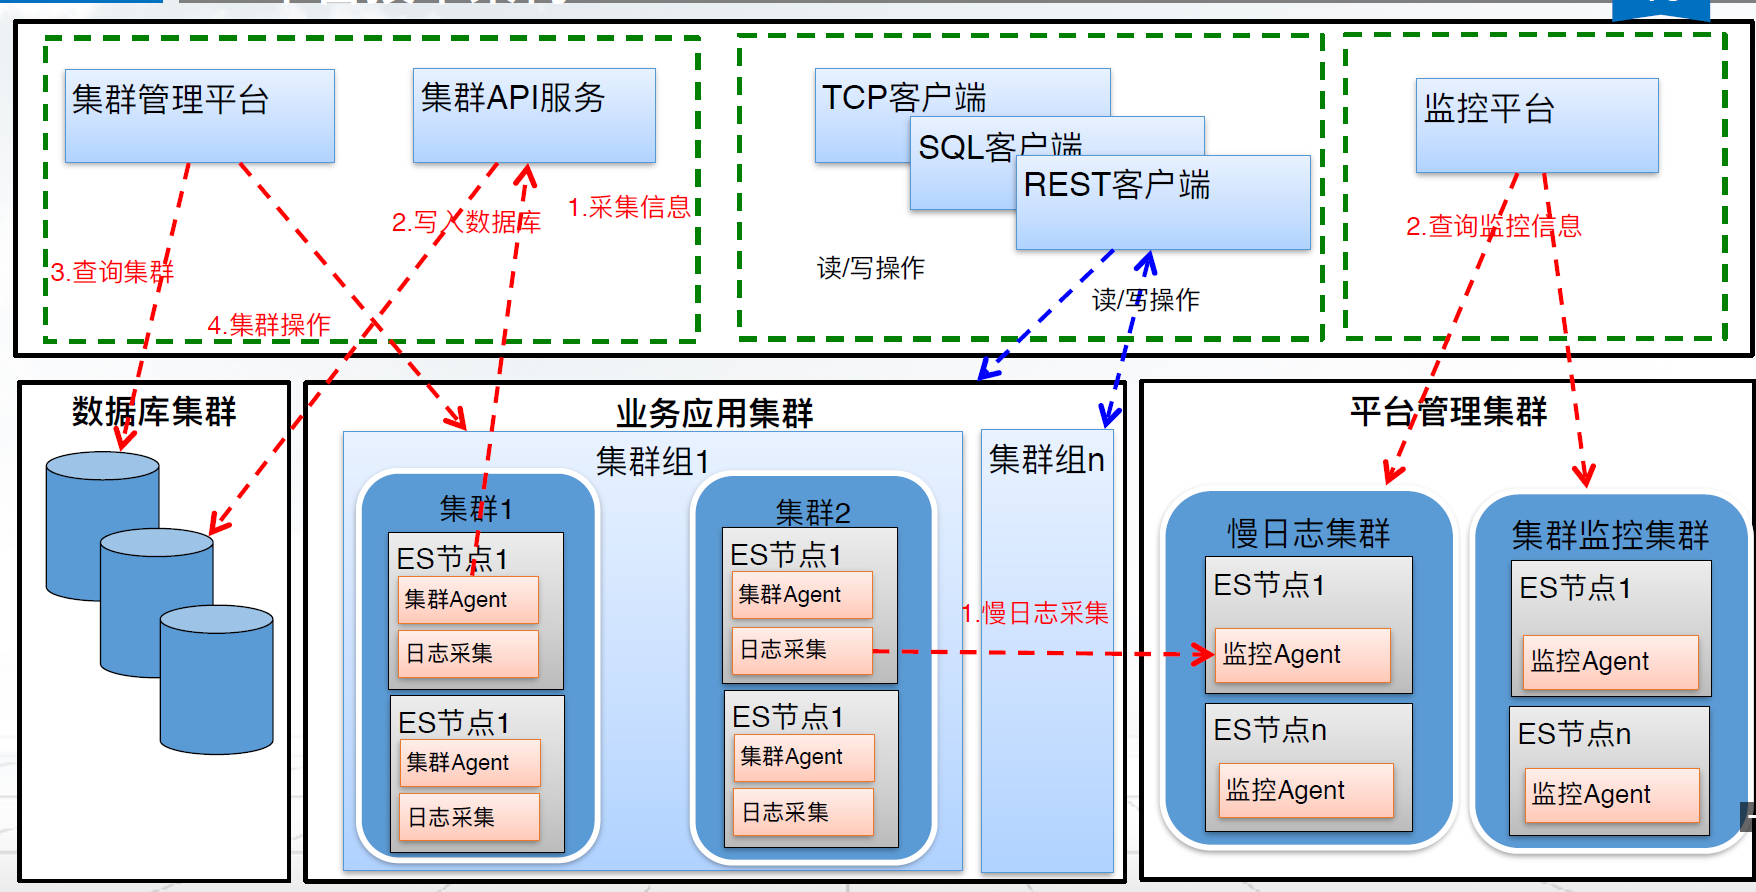 集群管理平台
集群API服务
TCP客户端
SQL客户端
REST客户端
监控平台
1.采集信息
2.写入数据库
3.查询集群
4.集群操作
读/写操作
读/写操作
2.查询监控信息
数据库集群
业务应用集群
集群组1
集群1
ES节点1
集群Agent
日志采集
ES节点1
集群Agent
日志采集
集群2
ES节点1
集群Agent
日志采集
ES节点1
集群Agent
日志采集
集群组n
1.慢日志采集
平台管理集群
慢日志集群
ES节点1
监控Agent
ES节点n
监控Agent
集群监控集群
ES节点1
监控Agent
ES节点n
监控Agent